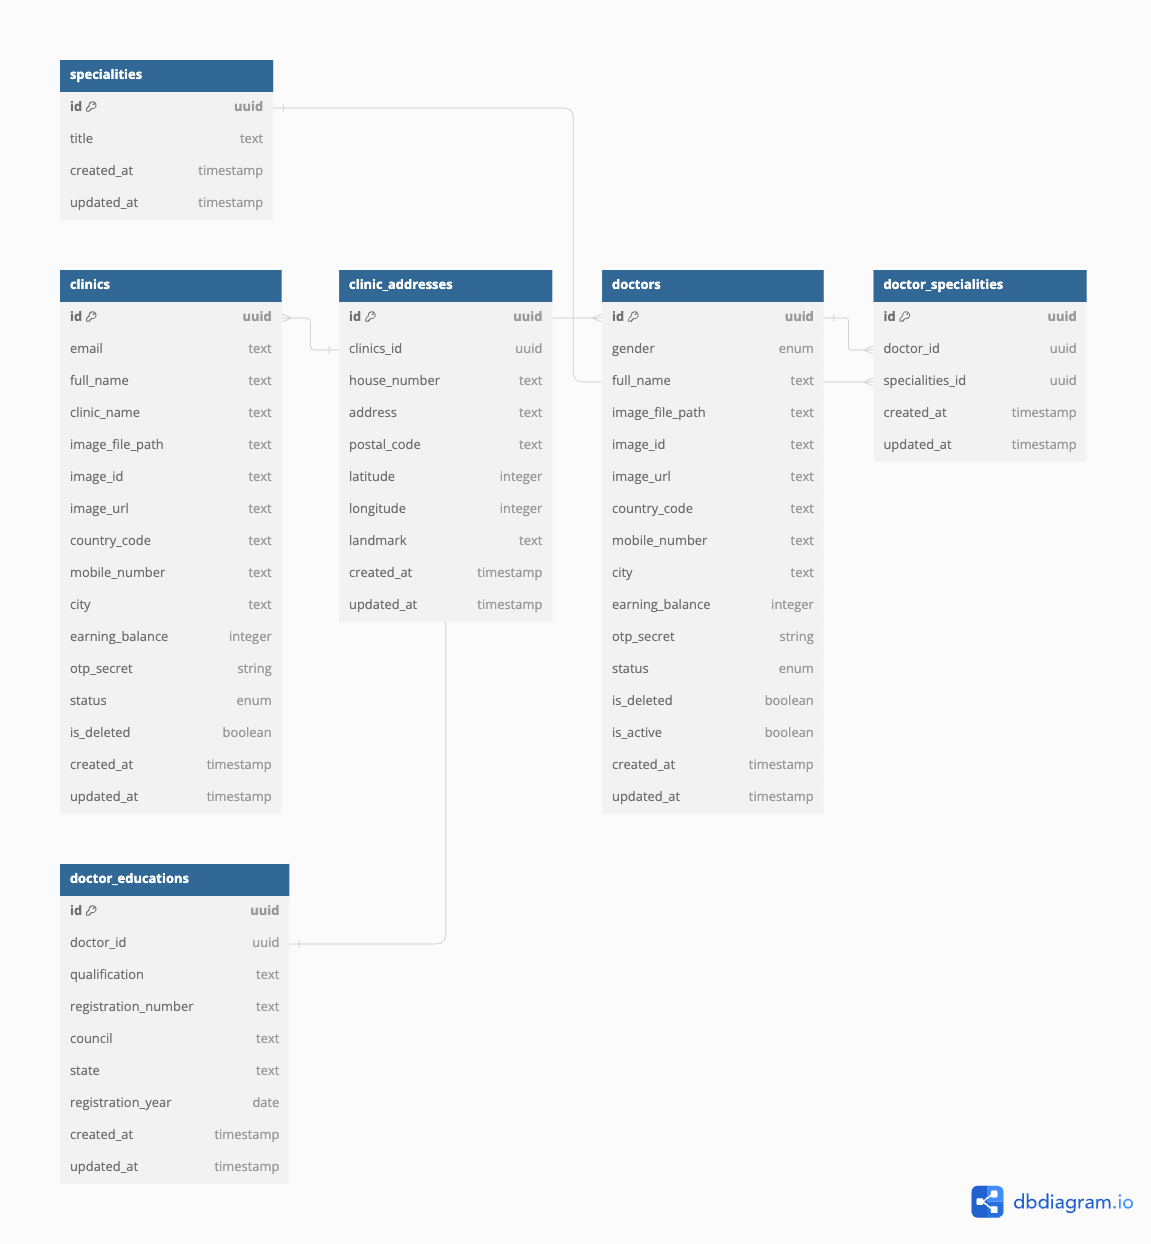 specialities
id uuid
title text
created_at timestamp
updated_at timestamp
clinics
id uuid
email text
full_name text
clinic_name text
image_file_path text
image_id text
image_url text
country_code text
mobile_number text
city text
earning_balance integer
otp_secret string
status enum
is_deleted boolean
created_at timestamp
updated_at timestamp
clinic_addresses
id uuid
clinics_id uuid
house_number text
address text
postal_code text
latitude integer
longitude integer
landmark text
created_at timestamp
updated_at timestamp
doctors
id uuid
gender enum
full_name text
image_file_path text
image_id text
image_url text
country_code text
mobile_number text
city text
earning_balance integer
otp_secret string
status enum
is_deleted boolean
is_active boolean
created_at timestamp
updated_at timestamp
doctor_specialities
id uuid
doctor_id uuid
specialities_id uuid
created_at timestamp
updated_at timestamp
doctor_educations
id uuid
doctor_id uuid
qualification text
registration_number text
council text
state text
registration_year date
created_at timestamp
updated_at timestamp
dbdiagram.io